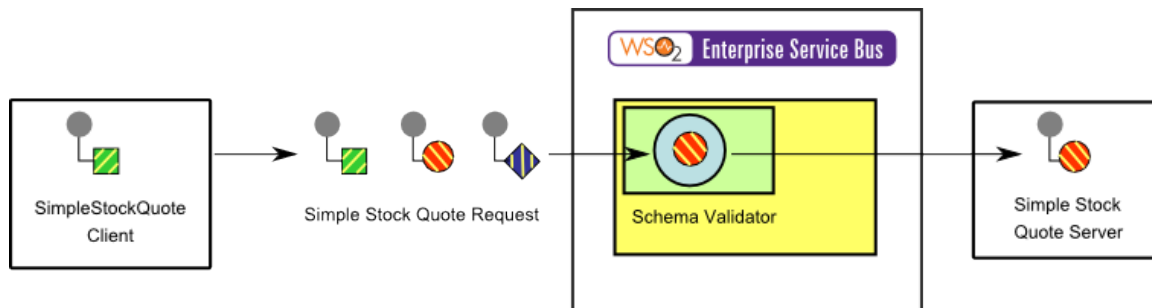 WSO2 Enterprise Service Bus
SimpleStockQuote
Client
Simple Stock Quote Request
Schema Validator
Simple Stock
Quote Server